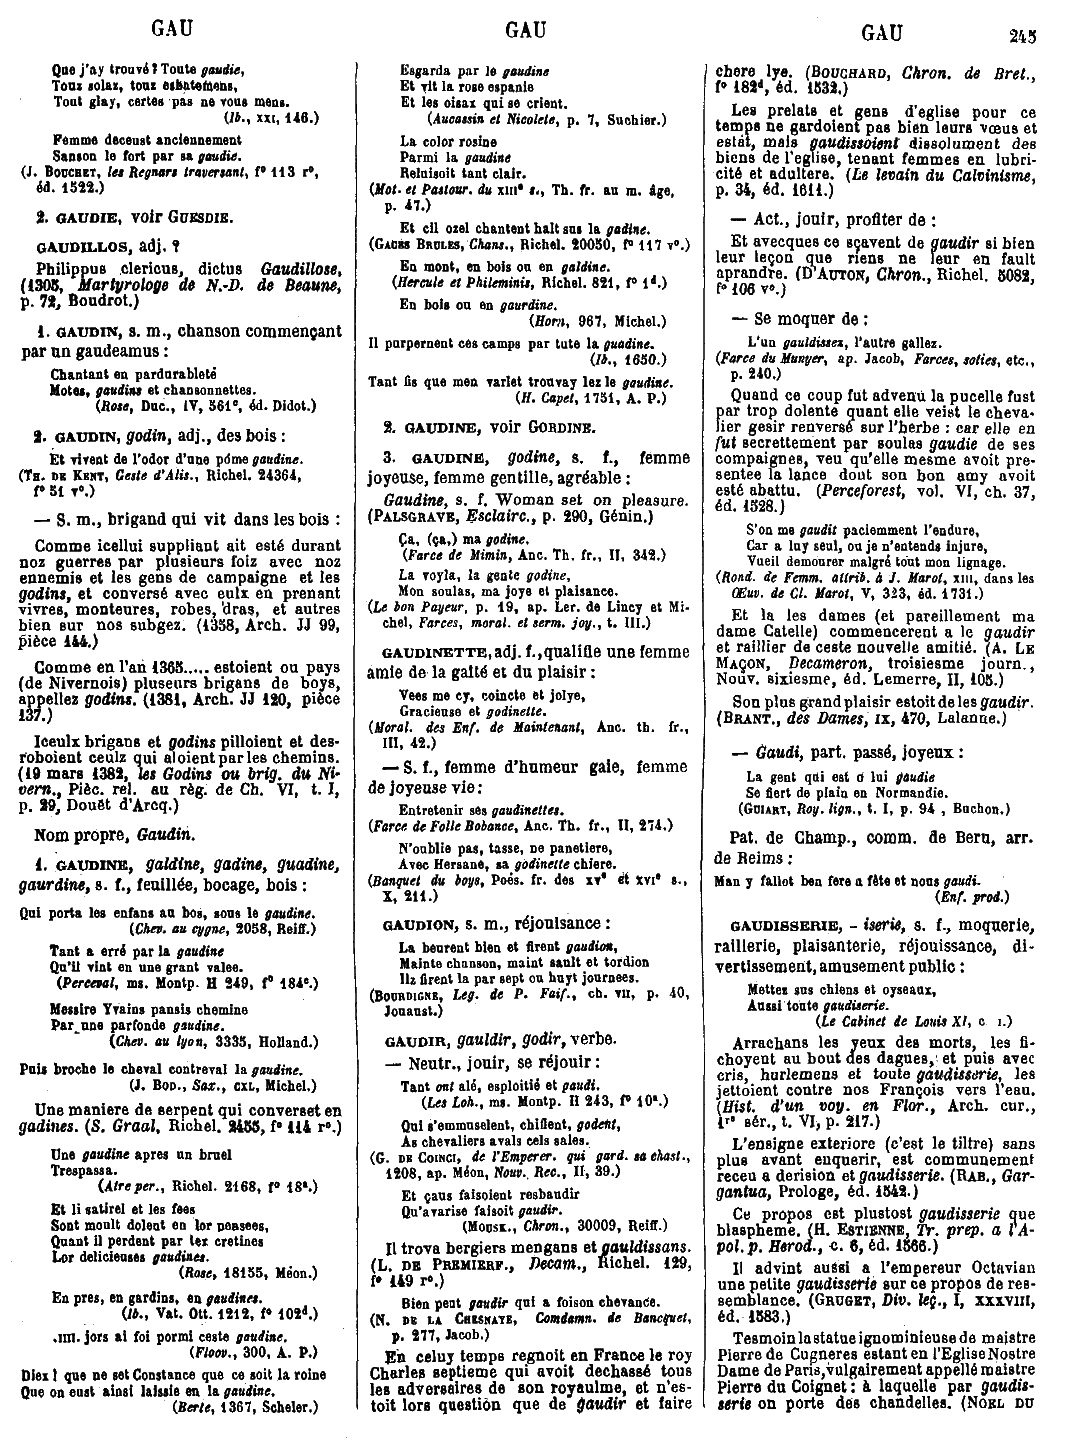 GAU
GAU
GAU
245
Que j'ay trouvé? Toute gaudie,
Touz solaz, touz esbatemens,
Tout glay, certes pas ne vous mens.
(Ib., XXI, 146.)
Femme deceust anciennement
Sanson le fort par sa gaudie.
(J. BOUCHET, les Regnars traversant, f° 113 r°,
éd. 1522.)
2. GAUDIE, voir GUESDIE.
GAUDILLOS, adj. ?
Philippus clericus, dictus Gaudillose,
(1305, Martyrologe de N.-D. de Beaune,
p. 72, Boudrot.)
1. GAUDIN, s. m., chanson commençant
par un gaudeamus :
Chantant en pardurableté
Motes, gaudins et chansonnettes.
(Rose, Duc., IV, 561°, éd. Didot.)
2. GAUDIN, godin, adj., des bois :
Et vivent de l'odor d'une pôme gaudine.
(TH. DE KENT, Geste d'Alis., Richel. 24364,
f° 51 v°.)
— S. m., brigand qui vit dans les bois :
Comme icellui suppliant ait esté durant
noz guerres par plusieurs foiz avec noz
ennemis et les gens de campaigne et les
godins, et conversé avec eulx en prenant
vivres, monteures, robes, dras, et autres
bien sur nos subgez. (1358, Arch. JJ 99,
pièce 144.)
Comme en l'an 1365..... estoient ou pays
(de Nivernois) pluseurs brigans de boys,
appellez godins. (1381, Arch. JJ 120, pièce
137.)
Iceulx brigans et godins pilloient et des-
roboient ceulz qui aloient par les chemins.
(19 mars 1382, les Godins ou brig. du Ni-
vern., Pièc. rel. au règ. de Ch. VI, t. I,
p. 29, Douët d'Arcq.)
Nom propre, Gaudin.
1. GAUDINE, galdine, gadine, guadine,
gaurdine, s. f., feuillée, bocage, bois :
Qui porta les enfans au bos, sous le gaudine.
(Chev. au cygne, 2058, Reiff.)
Tant a erré par la gaudine
Qu'il vint en une grant valee.
(Perceval, ms. Montp. H 249, f° 184°.)
Messire Yvains pansis chemine
Par une parfonde gaudine.
(Chev. au lyon, 3335, Holland.)
Puis broche le cheval contreval la gaudine.
(J. BOD., Sax., CXL, Michel.)
Une maniere de serpent qui converset en
gadines. (S. Graal, Richel. 2455, f° 114 r°.)
Une gaudine apres un bruel
Trespassa.
(Atre per., Richel. 2168, f° 18ª.)
Et li satirel et les fees
Sont moult dolent en lor pensees,
Quant il perdent par tex cretines
Lor delicieuses gaudines.
(Rose, 18155, Méon.)
En pres, en gardins, en gaudines.
(Ib., Vat. Ott. 1212, f° 102d.)
.IIII. jors al foi pormi ceste gaudine.
(Floov., 300, A. P.)
Diex ! que ne set Constance que ce soit la roine
Que on eust ainsi laissie en la gaudine.
(Berte, 1367, Scheler.)
Esgarda par le gaudine
Et vit la rose espanie
Et les oisax qui se crient.
(Aucassin et Nicolete, p. 7, Suchier.)
La color rosine
Parmi la gaudine
Reluisoit tant clair.
(Mot. et Pastour. du XIIIe s., Th. fr. au m. âge,
p. 47.)
Et cil ozel chantent hait sus la gadine.
(GACES BRULES, Chans., Richel. 20050, f° 117 v°.)
En mont, en bois ou en galdine.
(Hercule et Phileminis, Richel. 821, f° 1d.)
En bois ou en gaurdine.
(Horn, 967, Michel.)
Il purpernent ces camps par tute la guadine.
(Ib., 1650.)
Tant fis que men varlet trouvay lez le gaudine.
(H. Capet, 1751, A. P.)
2. GAUDINE, voir GORDINE.
3. GAUDINE, godine, s. f., femme
joyeuse, femme gentille, agréable :
Gaudine, s. f. Woman set on pleasure.
(PALSGRAVE, Esclairc., p. 290, Génin.)
Ça, (ça,) ma godine.
(Farce de Mimin, Anc. Th. fr., II, 342.)
La voyla, la gente godine,
Mon soulas, ma joye et plaisance.
(Le bon Payeur, p. 19, ap. Ler. de Lincy et Mi-
chel, Farces, moral. et serm. joy., t. III.)
GAUDINETTE, adj. f., qualifie une femme
amie de la gaîté et du plaisir :
Vees me cy, coincte et jolye,
Gracieuse et godinette.
(Moral. des Enf. de Maintenant, Anc. th. fr.,
III, 42.)
— S. f., femme d'humeur gaie, femme
de joyeuse vie :
Entretenir ses gaudinettes.
(Farce de Folle Bobance, Anc. Th. fr., II, 274.)
N'oublie pas, tasse, ne panetiere,
Avec Hersane, sa godinette chiere.
(Banquet du boys, Poés. fr. des XVe et XVIe s.,
X, 211.)
GAUDION, s. m., réjouisance :
La beurent bien et firent gaudion,
Mainte chanson, maint sault et tordion
Ilz firent la par sept ou huyt journees.
(BOURDIGNE, Leg. de P. Faif., ch. VII, p. 40,
Jouaust.)
GAUDIR, gauldir, godir, verbe.
— Neutr., jouir, se réjouir :
Tant ont alé, esploitié et gaudi.
(Les Loh., ms. Montp. H 243, f° 10ª.)
Qui s'emmuselent, chiflent, godent,
As chevaliers avals cels sales.
(G. DE COINCI, de l'Emperer. qui gard. sa chast.,
1208, ap. Méon, Nouv. Rec., II, 39.)
Et çaus faisoient resbaudir
Qu'avarise faisoit gaudir.
(MOUSK., Chron., 30009, Reiff.)
Il trova bergiers mengans et gauldissans.
(L. DE PREMIERF., Decam., Richel. 129,
f° 149 r°.)
Bien peut gaudir qui a foison chevance.
(N. DE LA CHESNAYE, Condamn. de Bancquet,
p. 277, Jacob.)
En celuy temps regnoit en France le roy
Charles septieme qui avoit dechassé tous
les adversaires de son royaulme, et n'es-
toit lors question que de gaudir et faire
chere lye. (BOUCHARD, Chron. de Bret.,
f° 182d, éd. 1532.)
Les prelats et gens d'eglise pour ce
temps ne gardoient pas bien leurs vœus et
estat, mais gaudissoient dissolument des
biens de l'eglise, tenant femmes en lubri-
cité et adultere. (Le levain du Calvinisme,
p. 34, éd. 1611.)
— Act., jouir, profiter de :
Et avecques ce sçavent de gaudir si bien
leur leçon que riens ne leur en fault
aprandre. (D'AUTON, Chron., Richel. 5082,
f° 106 v°.)
— Se moquer de :
L'un gauldissez, l'autre gallez.
(Farce du Munyer, ap. Jacob, Farces, soties, etc.,
p. 240.)
Quand ce coup fut advenu la pucelle fust
par trop dolente quant elle veist le cheva-
lier gesir renversé sur l'herbe : car elle en
fut secrettement par soulas gaudie de ses
compaignes, veu qu'elle mesme avoit pre-
sentee la lance dout son bon amy avoit
esté abattu. (Perceforest, vol. VI, ch. 37,
éd. 1528.)
S'on me gaudit paciemment l'endure,
Car a luy seul, ou je n'entends injure,
Vueil demourer malgré tout mon lignage.
(Rond. de Femm. attrib. à J. Marot, XIII, dans les
Œuv. de Cl. Marot, V, 323, éd. 1731.)
Et la les dames (et pareillement ma
dame Catelle) commencerent a le gaudir
et raillier de ceste nouvelle amitié. (A. LE
MAÇON, Decameron, troisiesme journ.,
Nouv. sixiesme, éd. Lemerre, II, 105.)
Son plus grand plaisir estoit de les gaudir.
(BRANT., des Dames, IX, 470, Lalanne.)
— Gaudi, part. passé, joyeux :
La gent qui est o lui gaudie
Se fiert de plain en Normandie.
(GUIART, Roy. lign., t. I, p. 94 , Buchon.)
Pat. de Champ., comm. de Beru, arr.
de Reims :
Man y fallot ben fere a fête et nous gaudi.
(Enf. prod.)
GAUDISSERIE, - iserie, s. f., moquerie,
raillerie, plaisanterie, réjouissance, di-
vertissement, amusement public :
Mettez sus chiens et oyseaux,
Aussi toute gaudiserie.
(Le Cabinet de Louis XI, c I.)
Arrachans les yeux des morts, les fi-
choyent au bout des dagues, et puis avec
cris, hurlemens et toute gaudisserie, les
jettoient contre nos François vers l'eau.
(Hist. d'un voy. en Flor., Arch. cur.,
1re sér., t. VI, p. 217.)
L'ensigne exteriore (c'est le tiltre) sans
plus avant enquerir, est communement
receu a derision et gaudisserie. (RAB., Gar-
gantua, Prologe, éd. 1542.)
Ce propos est plustost gaudisserie que
blaspheme. (H. ESTIENNE, Tr. prep. a l'A-
pol. p. Herod., c. 6, éd. 1566.)
Il advint aussi a l'empereur Octavian
une petite gaudisserie sur ce propos de res-
semblance. (GRUGET, Div. leç., I, XXXVIII,
éd. 1583.)
Tesmoin la statue ignominieuse de maistre
Pierre de Cugneres estant en l'Eglise Nostre
Dame de Paris, vulgairement appellé maistre
Pierre du Coignet : à laquelle par gaudis-
serie on porte des chandelles. (NOEL DU